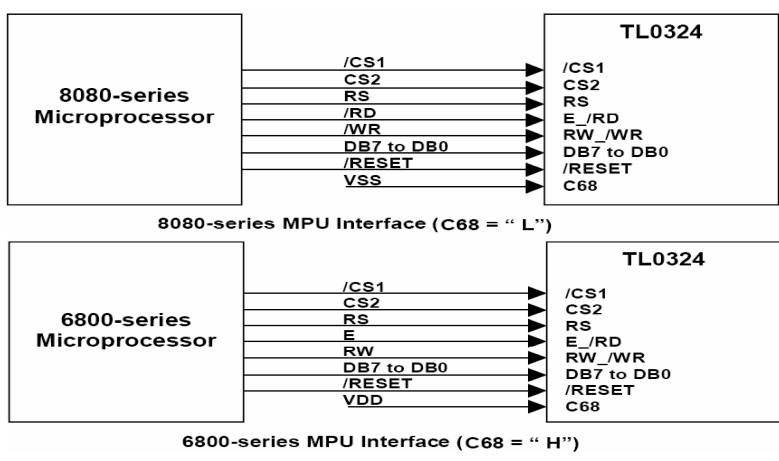 TL0324
8080-series
Microprocessor
/CS1
CS2
RS
/RD
/WR
DB7 to DB0
/RESET
VSS
/CS1
CS2
RS
E_/RD
RW_/WR
DB7 to DB0
/RESET
C68
8080-series MPU Interface (C68 = “ L”)
TL0324
6800-series
Microprocessor
/CS1
CS2
RS
E
RW
DB7 to DB0
/RESET
VDD
/CS1
CS2
RS
E_/RD
RW_/WR
DB7 to DB0
/RESET
C68
6800-series MPU Interface (C68 = “ H”)